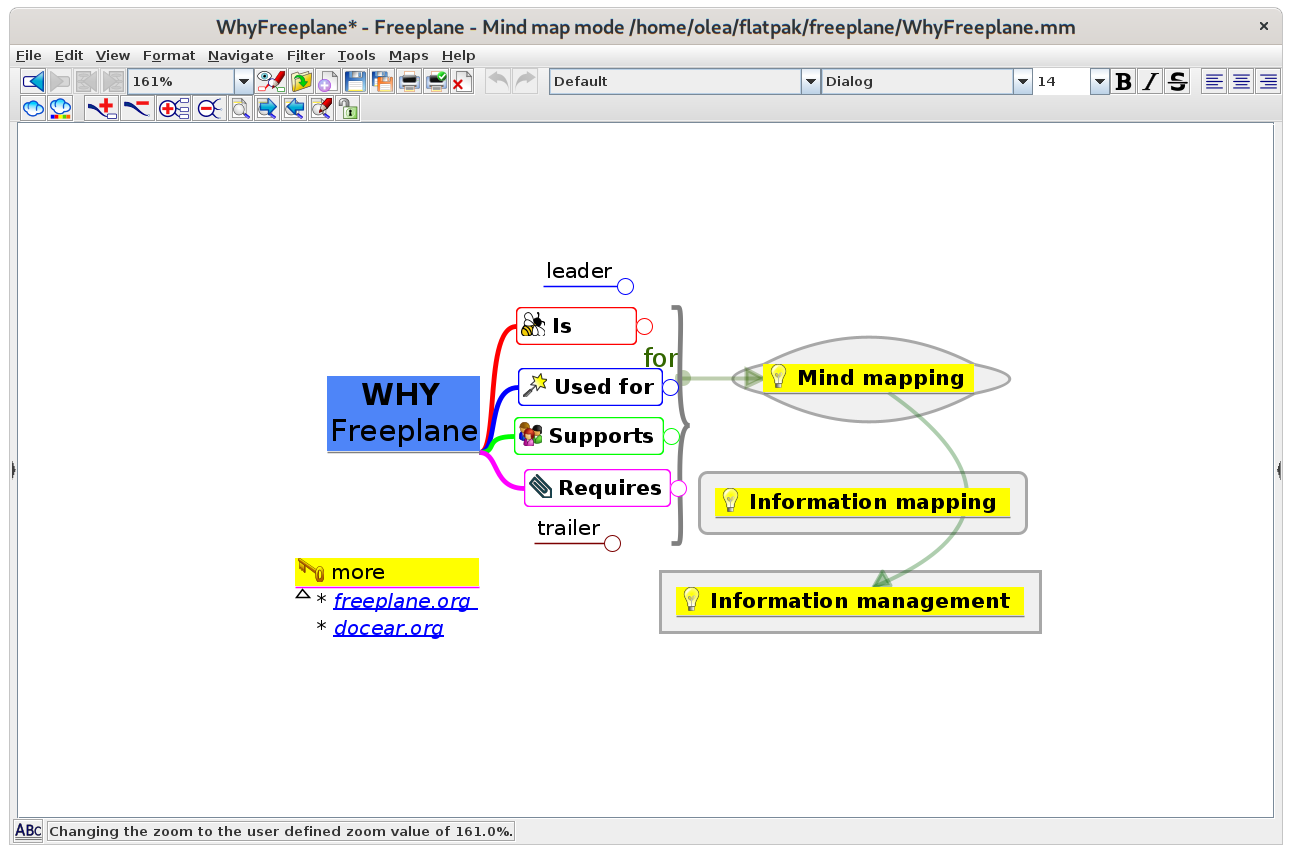 WhyFreeplane* - Freeplane - Mind map mode /home/olea/flatpak/freeplane/WhyFreeplane.mm ×
File Edit View Format Navigate Filter Tools Maps Help
161% Default Dialog 14 B I S
leader
Is
for
Mind mapping
Used for
WHY
Freeplane
Supports
Requires
Information mapping
trailer
more
* freeplane.org
* docear.org
Information management
ABC Changing the zoom to the user defined zoom value of 161.0%.